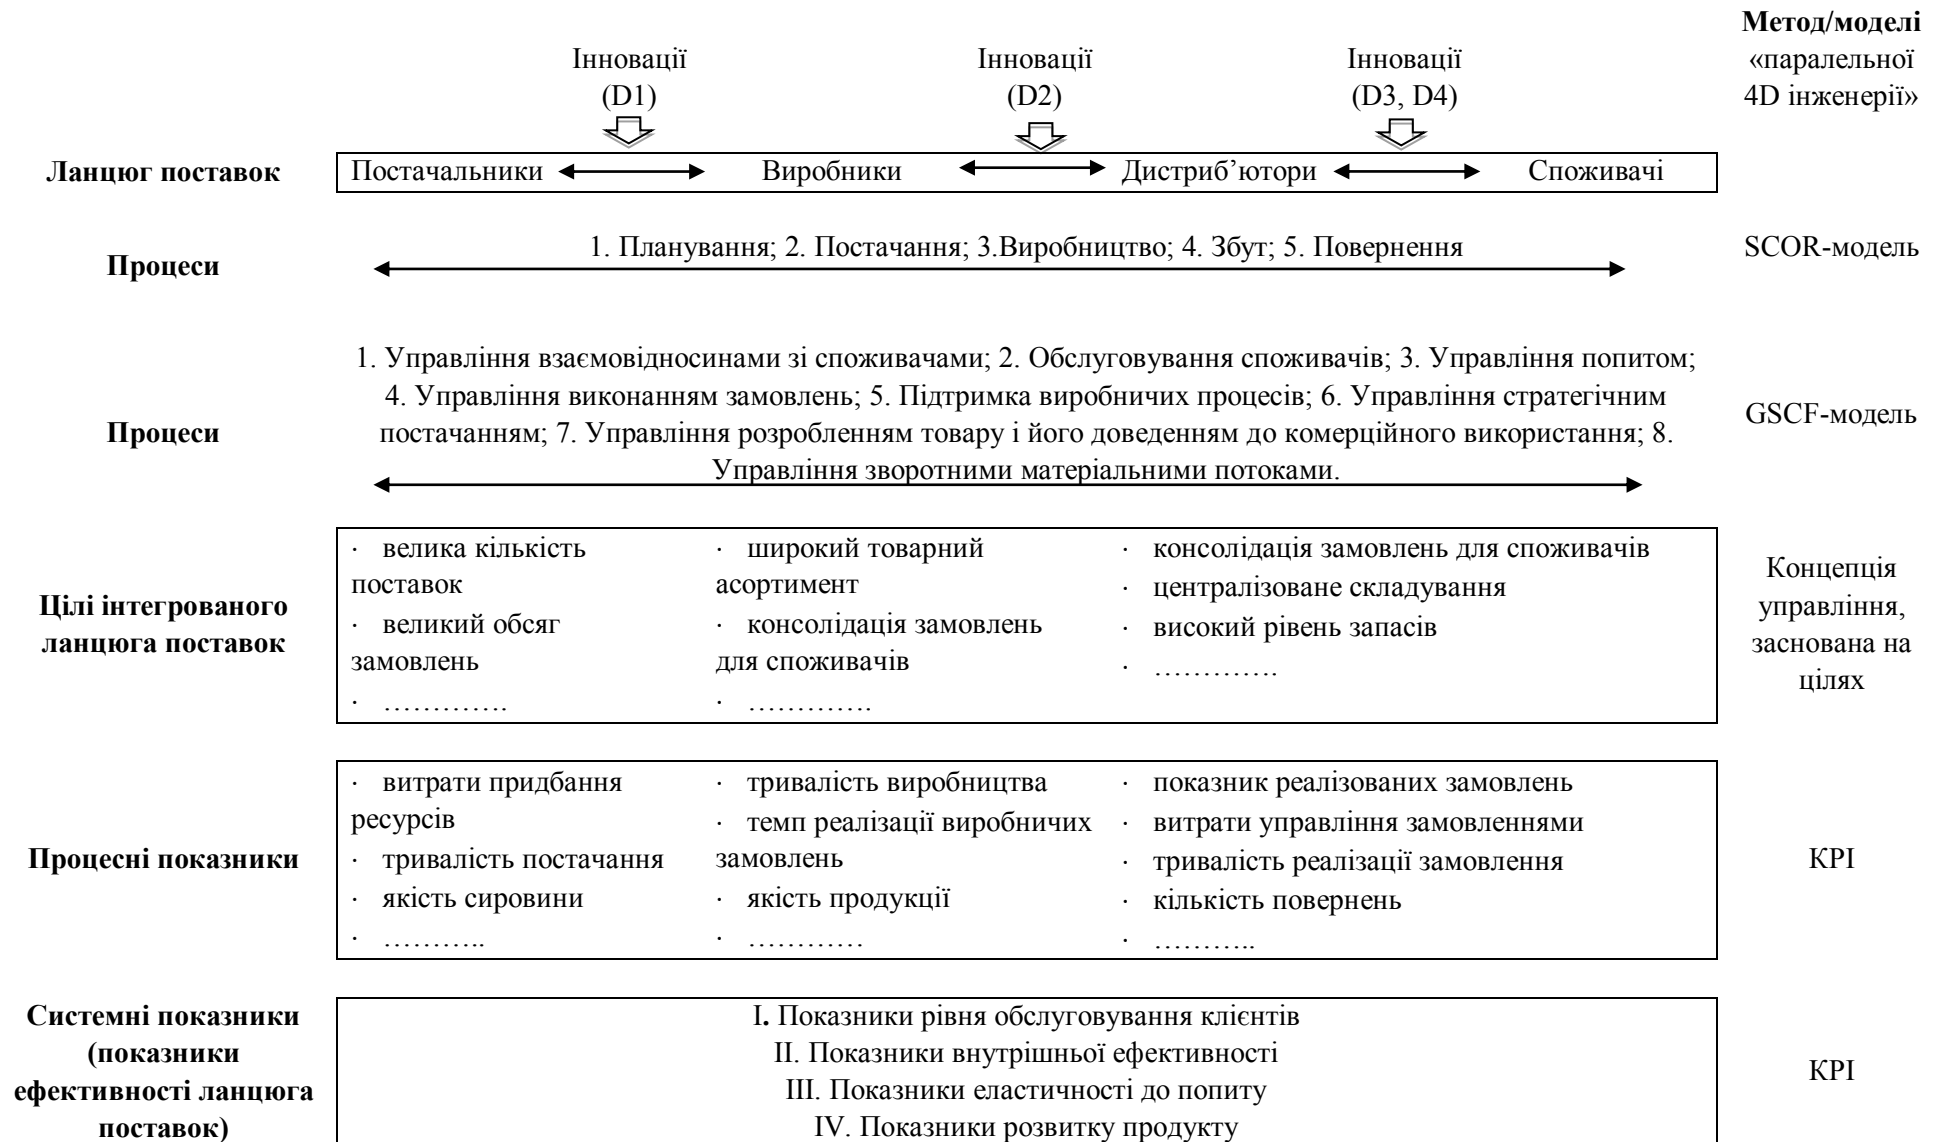 Метод/моделі
«паралельної
4D інженерії»
Інновації
(D1)
Інновації
(D2)
Інновації
(D3, D4)
Ланцюг поставок
Постачальники
Виробники
Дистриб’ютори
Споживачі
Процеси
1. Планування; 2. Постачання; 3.Виробництво; 4. Збут; 5. Повернення
SCOR-модель
Процеси
1. Управління взаємовідносинами зі споживачами; 2. Обслуговування споживачів; 3. Управління попитом;
4. Управління виконанням замовлень; 5. Підтримка виробничих процесів; 6. Управління стратегічним
постачанням; 7. Управління розробленням товару і його доведенням до комерційного використання; 8.
Управління зворотними матеріальними потоками.
GSCF-модель
Цілі інтегрованого
ланцюга поставок
· велика кількість
поставок
· великий обсяг
замовлень
· ………….
· широкий товарний
асортимент
· консолідація замовлень
для споживачів
· ………….
· консолідація замовлень для споживачів
· централізоване складування
· високий рівень запасів
· ………….
Концепція
управління,
заснована на
цілях
Процесні показники
· витрати придбання
ресурсів
· тривалість постачання
· якість сировини
· ………..
· тривалість виробництва
· темп реалізації виробничих
замовлень
· якість продукції
· …………
· показник реалізованих замовлень
· витрати управління замовленнями
· тривалість реалізації замовлення
· кількість повернень
· ………..
KPI
Системні показники
(показники
ефективності ланцюга
поставок)
I. Показники рівня обслуговування клієнтів
II. Показники внутрішньої ефективності
III. Показники еластичності до попиту
IV. Показники розвитку продукту
KPI